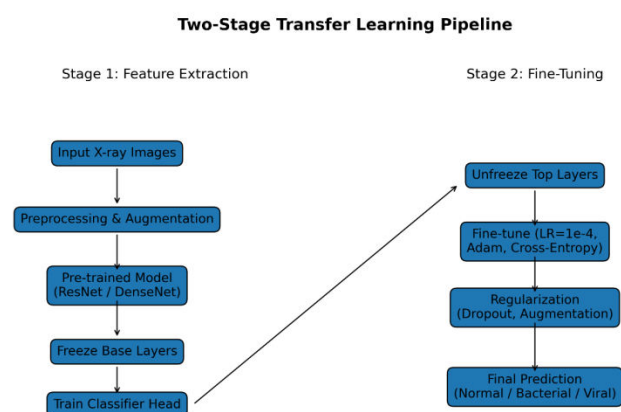 Two-Stage Transfer Learning Pipeline
Stage 1: Feature Extraction
Input X-ray Images
Preprocessing & Augmentation
Pre-trained Model
(ResNet / DenseNet)
Freeze Base Layers
Train Classifier Head
Stage 2: Fine-Tuning
Unfreeze Top Layers
Fine-tune (LR=1e-4,
Adam, Cross-Entropy)
Regularization
(Dropout, Augmentation)
Final Prediction
(Normal / Bacterial / Viral)